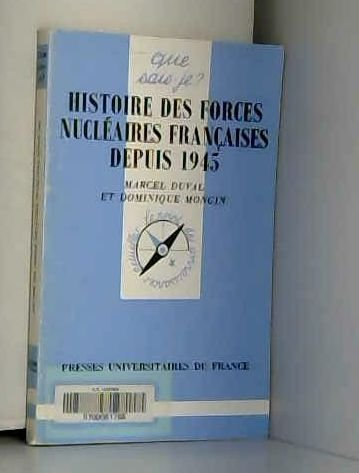 que
sais-je?
HISTOIRE DES FORCES
NUCLÉAIRES FRANÇAISES
DEPUIS 1945
MARCEL DUVAL
ET DOMINIQUE MONGIN
PRESSES UNIVERSITAIRES DE FRANCE